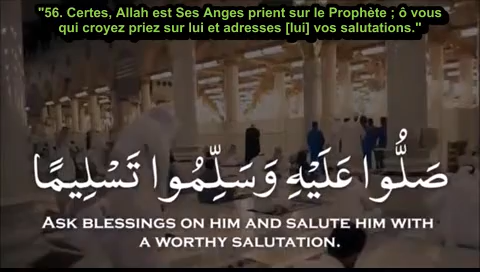 "56. Certes, Allah est Ses Anges prient sur le Prophète ; ô vous
qui croyez priez sur lui et adresses [lui] vos salutations."
صَلُّوا عَلَيْهِ وَسَلِّمُوا تَسْلِيمًا
ASK BLESSINGS ON HIM AND SALUTE HIM WITH
A WORTHY SALUTATION.